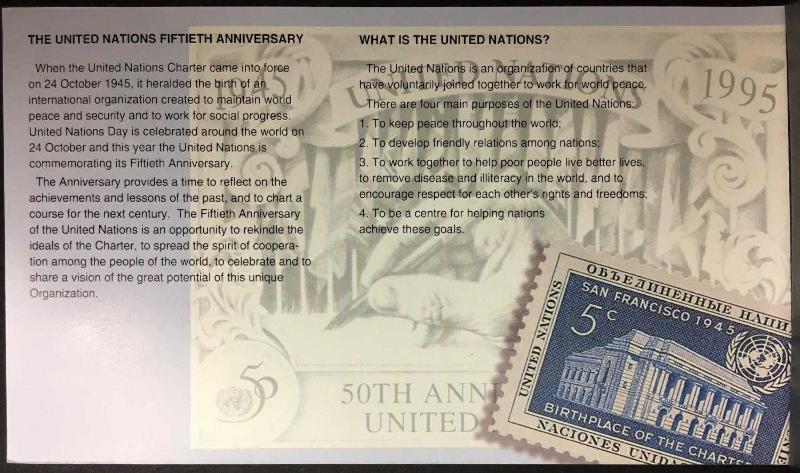 THE UNITED NATIONS FIFTIETH ANNIVERSARY
When the United Nations Charter came into force
on 24 October 1945, it heralded the birth of an
international organization created to maintain world
peace and security and to work for social progress.
United Nations Day is celebrated around the world on
24 October and this year the United Nations is
commemorating its Fiftieth Anniversary.
The Anniversary provides a time to reflect on the
achievements and lessons of the past, and to chart a
course for the next century. The Fiftieth Anniversary
of the United Nations is an opportunity to rekindle the
ideals of the Charter, to spread the spirit of coopera-
tion among the people of the world, to celebrate and to
share a vision of the great potential of this unique
Organization.
WHAT IS THE UNITED NATIONS?
The United Nations is an organization of countries that
have voluntarily joined together to work for world peace.
There are four main purposes of the United Nations:
1. To keep peace throughout the world;
2. To develop friendly relations among nations;
3. To work together to help poor people live better lives,
to remove disease and illiteracy in the world, and to
encourage respect for each other's rights and freedoms;
4. To be a centre for helping nations
achieve these goals.
1945
UNITED NATIONS
1995
50
50TH ANNI
UNITED
ОБЪЕДИНЕННЫЕ НАЦИ
SAN FRANCISCO 1945
5 c
UNITED NATIONS
BIRTHPLACE OF THE CHARTE
NACIONES UNID